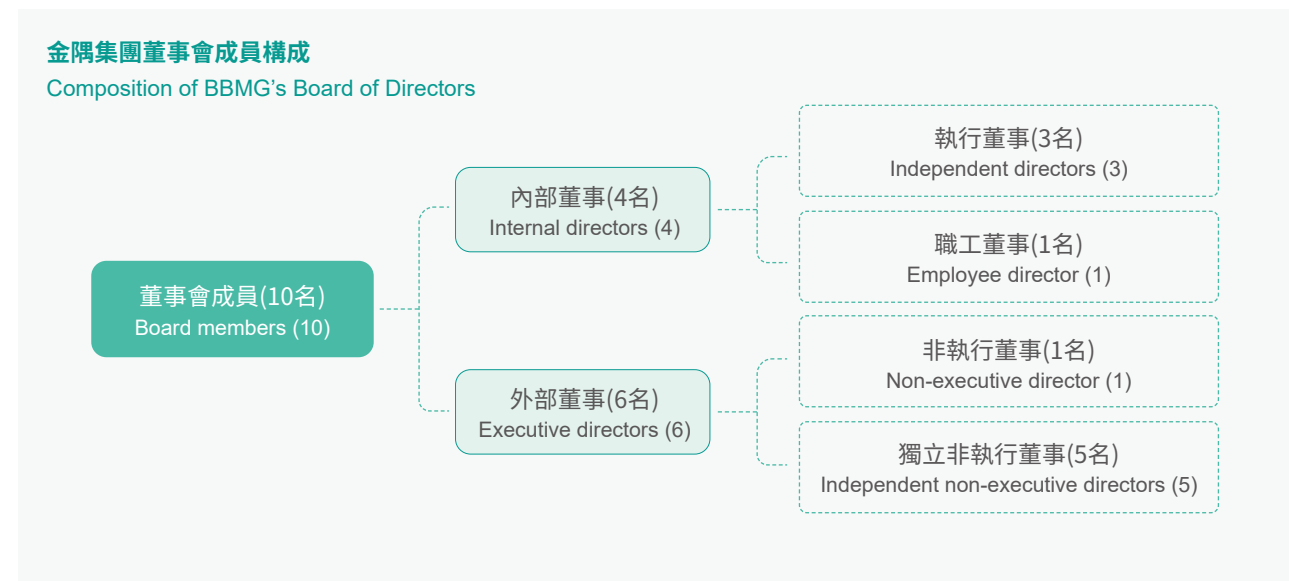 金隅集團董事會成員構成
Composition of BBMG's Board of Directors
董事會成員(10名)
Board members (10)
內部董事(4名)
Internal directors (4)
執行董事(3名)
Independent directors (3)
職工董事(1名)
Employee director (1)
外部董事(6名)
Executive directors (6)
非執行董事(1名)
Non-executive director (1)
獨立非執行董事(5名)
Independent non-executive directors (5)